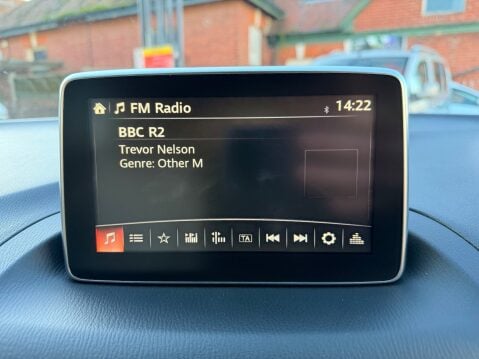 FM Radio 14:22
BBC R2
Trevor Nelson
Genre: Other M
TA